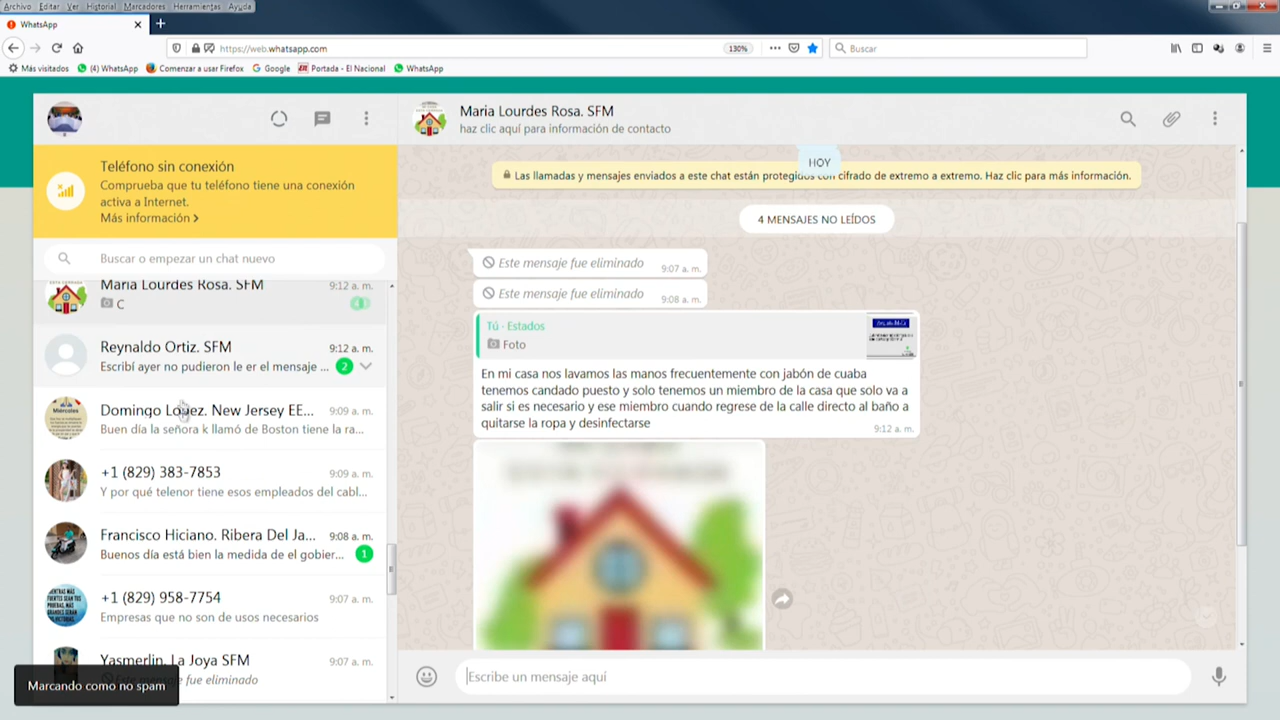 Archivo Editar Ver Historial Marcadores Herramientas Ayuda
WhatsApp
https://web.whatsapp.com
130%
Buscar
Más visitados
(4) WhatsApp
Comenzar a usar Firefox
Google
Portada - El Nacional
WhatsApp
Teléfono sin conexión
Comprueba que tu teléfono tiene una conexión
activa a Internet.
Más información
Buscar o empezar un chat nuevo
Maria Lourdes Rosa. SFM 9:12 a. m.
C
Reynaldo Ortiz. SFM 9:12 a. m.
Escribí ayer no pudieron le er el mensaje ... 2
Domingo Lopez. New Jersey EE... 9:09 a. m.
Buen día la señora k llamó de Boston tiene la ra...
+1 (829) 383-7853 9:09 a. m.
Y por qué telenor tiene esos empleados del cabl...
Francisco Hiciano. Ribera Del Ja... 9:08 a. m.
Buenos día está bien la medida de el gobier... 1
+1 (829) 958-7754 9:07 a. m.
Empresas que no son de usos necesarios
Yasmerlin. La Joya SFM 9:07 a. m.
fue eliminado
Marcando como no spam
Maria Lourdes Rosa. SFM
haz clic aquí para información de contacto
HOY
Las llamadas y mensajes enviados a este chat están protegidos con cifrado de extremo a extremo. Haz clic para más información.
4 MENSAJES NO LEÍDOS
Este mensaje fue eliminado 9:07 a. m.
Este mensaje fue eliminado 9:08 a. m.
Tú · Estados
Foto
En mi casa nos lavamos las manos frecuentemente con jabón de cuaba
tenemos candado puesto y solo tenemos un miembro de la casa que solo va a
salir si es necesario y ese miembro cuando regrese de la calle directo al baño a
quitarse la ropa y desinfectarse
9:12 a. m.
Escribe un mensaje aquí